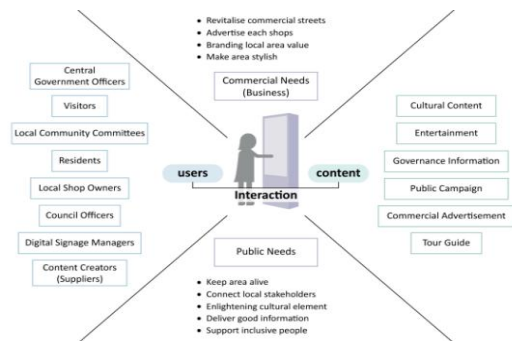 • Revitalise commercial streets
• Advertise each shops
• Branding local area value
• Make area stylish
Commercial Needs
(Business)
Central
Government Officers
Visitors
Local Community Committees
Residents
Local Shop Owners
Council Officers
Digital Signage Managers
Content Creators
(Suppliers)
users
content
Interaction
Cultural Content
Entertainment
Governance Information
Public Campaign
Commercial Advertisement
Tour Guide
Public Needs
• Keep area alive
• Connect local stakeholders
• Enlightening cultural element
• Deliver good information
• Support inclusive people